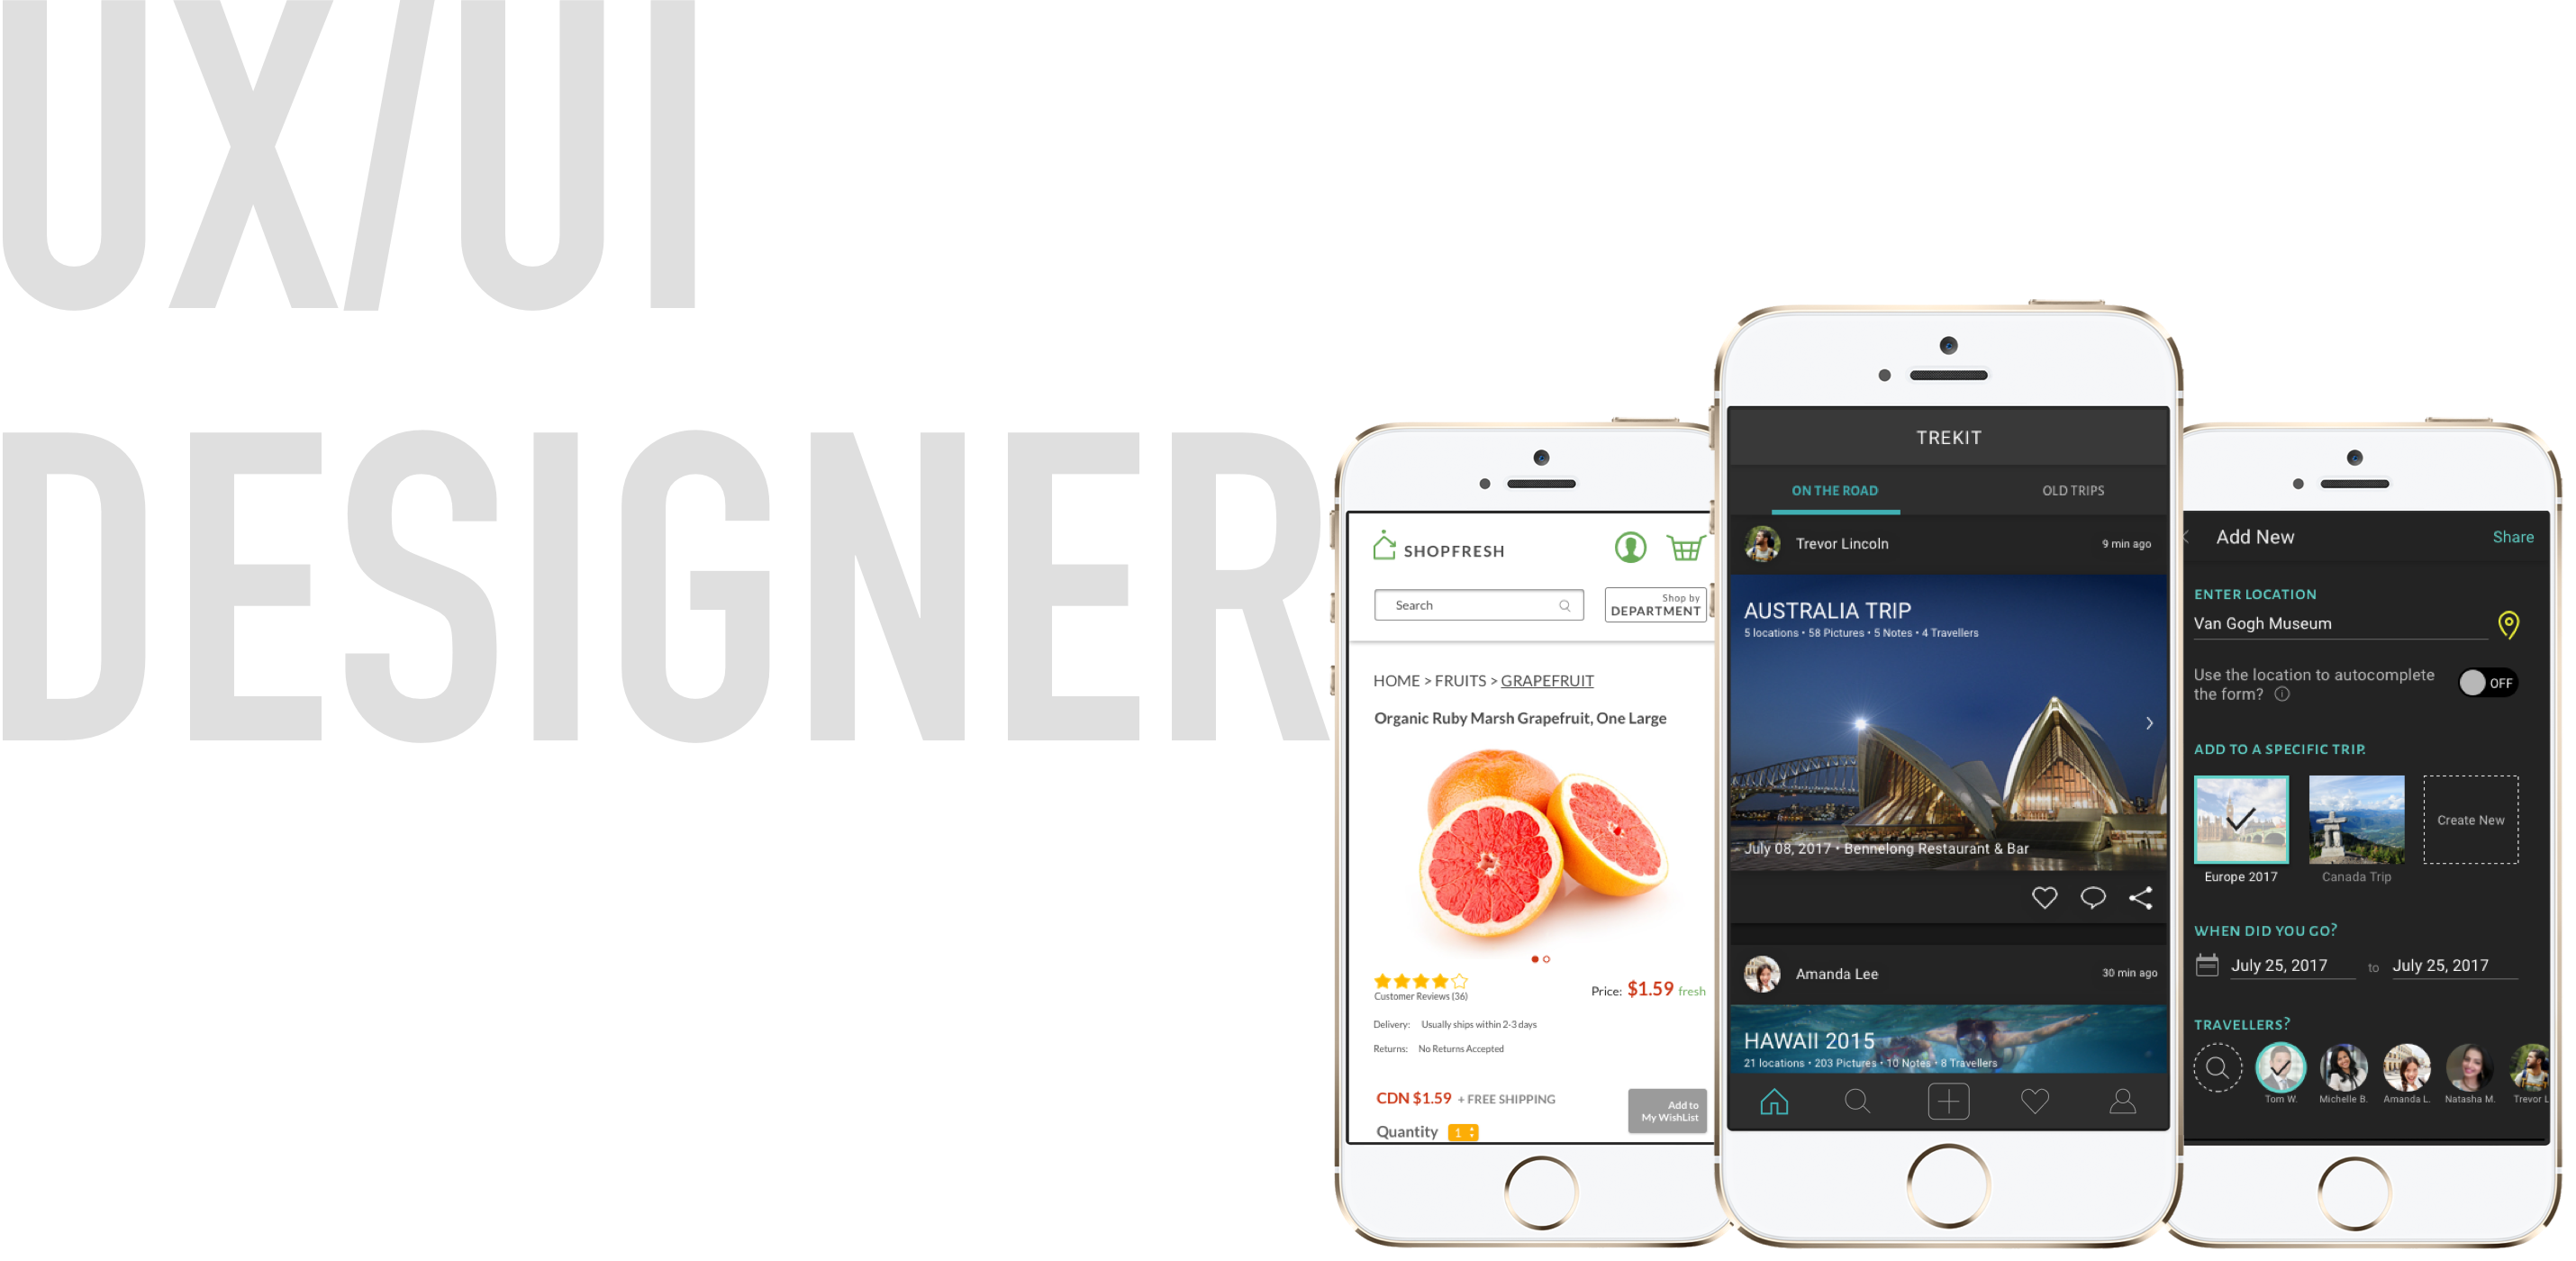 UX/UI
DESIGNER
SHOPFRESH
Search
Shop by
DEPARTMENT
HOME > FRUITS > GRAPEFRUIT
Organic Ruby Marsh Grapefruit, One Large
Customer Reviews (36)
Price: $1.59 fresh
Delivery: Usually ships within 2-3 days
Returns: No Returns Accepted
CDN $1.59 + FREE SHIPPING
Add to
My WishList
Quantity 1
TREKIT
ON THE ROAD
OLD TRIPS
Trevor Lincoln
9 min ago
AUSTRALIA TRIP
5 locations • 58 Pictures • 5 Notes • 4 Travellers
July 08, 2017 • Bennelong Restaurant & Bar
Amanda Lee
30 min ago
HAWAII 2015
21 locations • 203 Pictures • 10 Notes • 8 Travellers
Add New
Share
ENTER LOCATION
Van Gogh Museum
Use the location to autocomplete
the form?
OFF
ADD TO A SPECIFIC TRIP.
Create New
Europe 2017
Canada Trip
WHEN DID YOU GO?
July 25, 2017 to July 25, 2017
TRAVELLERS?
Tom W. Michelle B. Amanda L. Natasha M. Trevor L